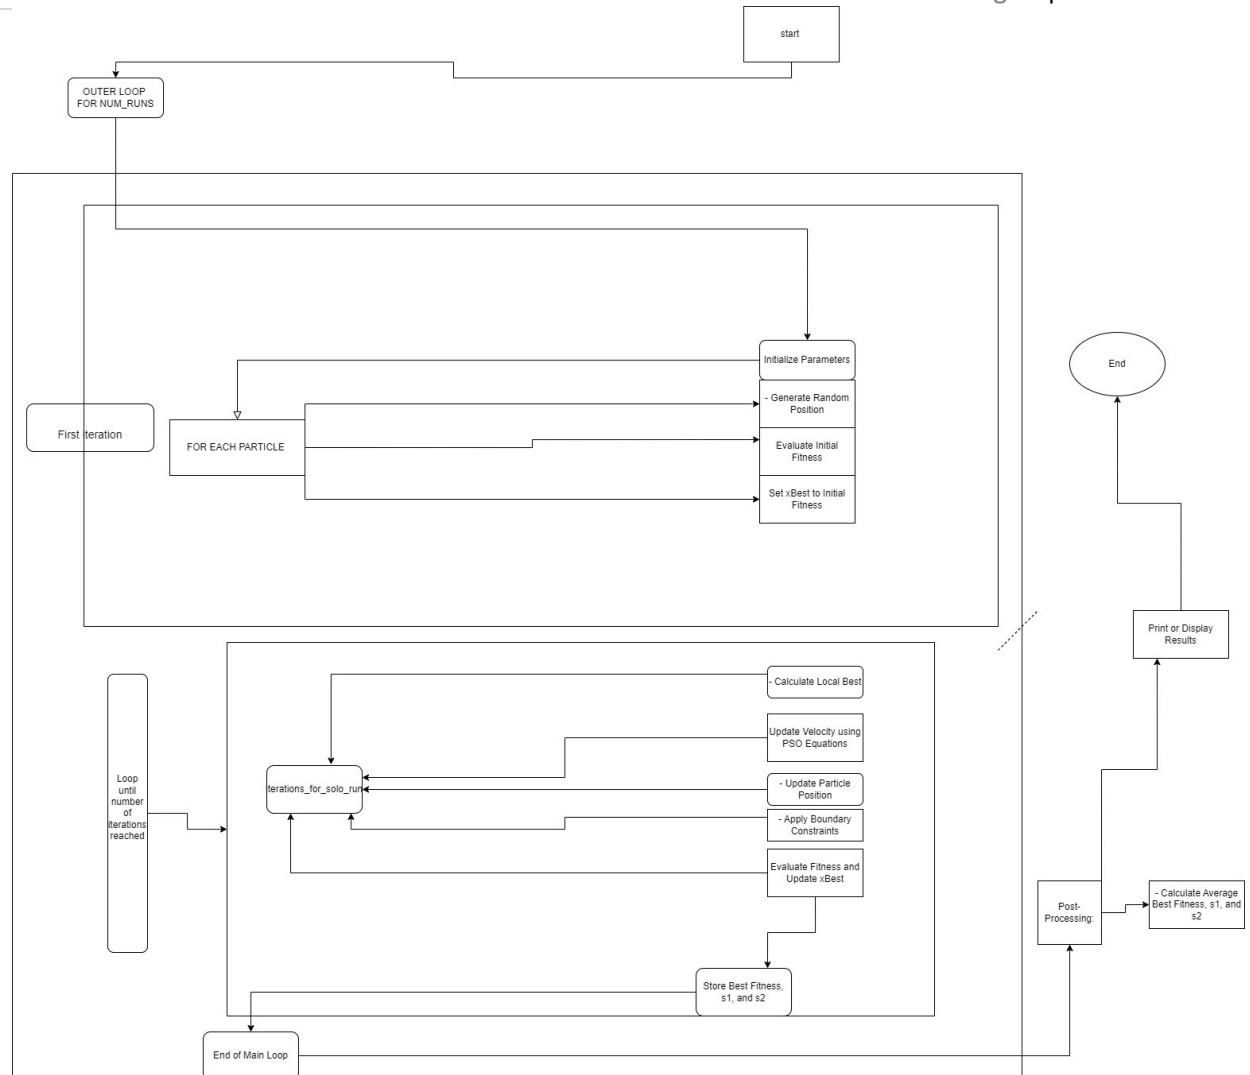 start
OUTER LOOP
FOR NUM_RUNS
Initialize Parameters
- Generate Random
Position
Evaluate Initial
Fitness
Set xBest to Initial
Fitness
First Iteration
FOR EACH PARTICLE
End
Print or Display
Results
- Calculate Local Best
Update Velocity using
PSO Equations
- Update Particle
Position
- Apply Boundary
Constraints
Evaluate Fitness and
Update xBest
terations_for_solo_run
Loop
until
number
of
iterations
reached
Post-
Processing:
- Calculate Average
Best Fitness, s1, and
s2
Store Best Fitness,
s1, and s2
End of Main Loop